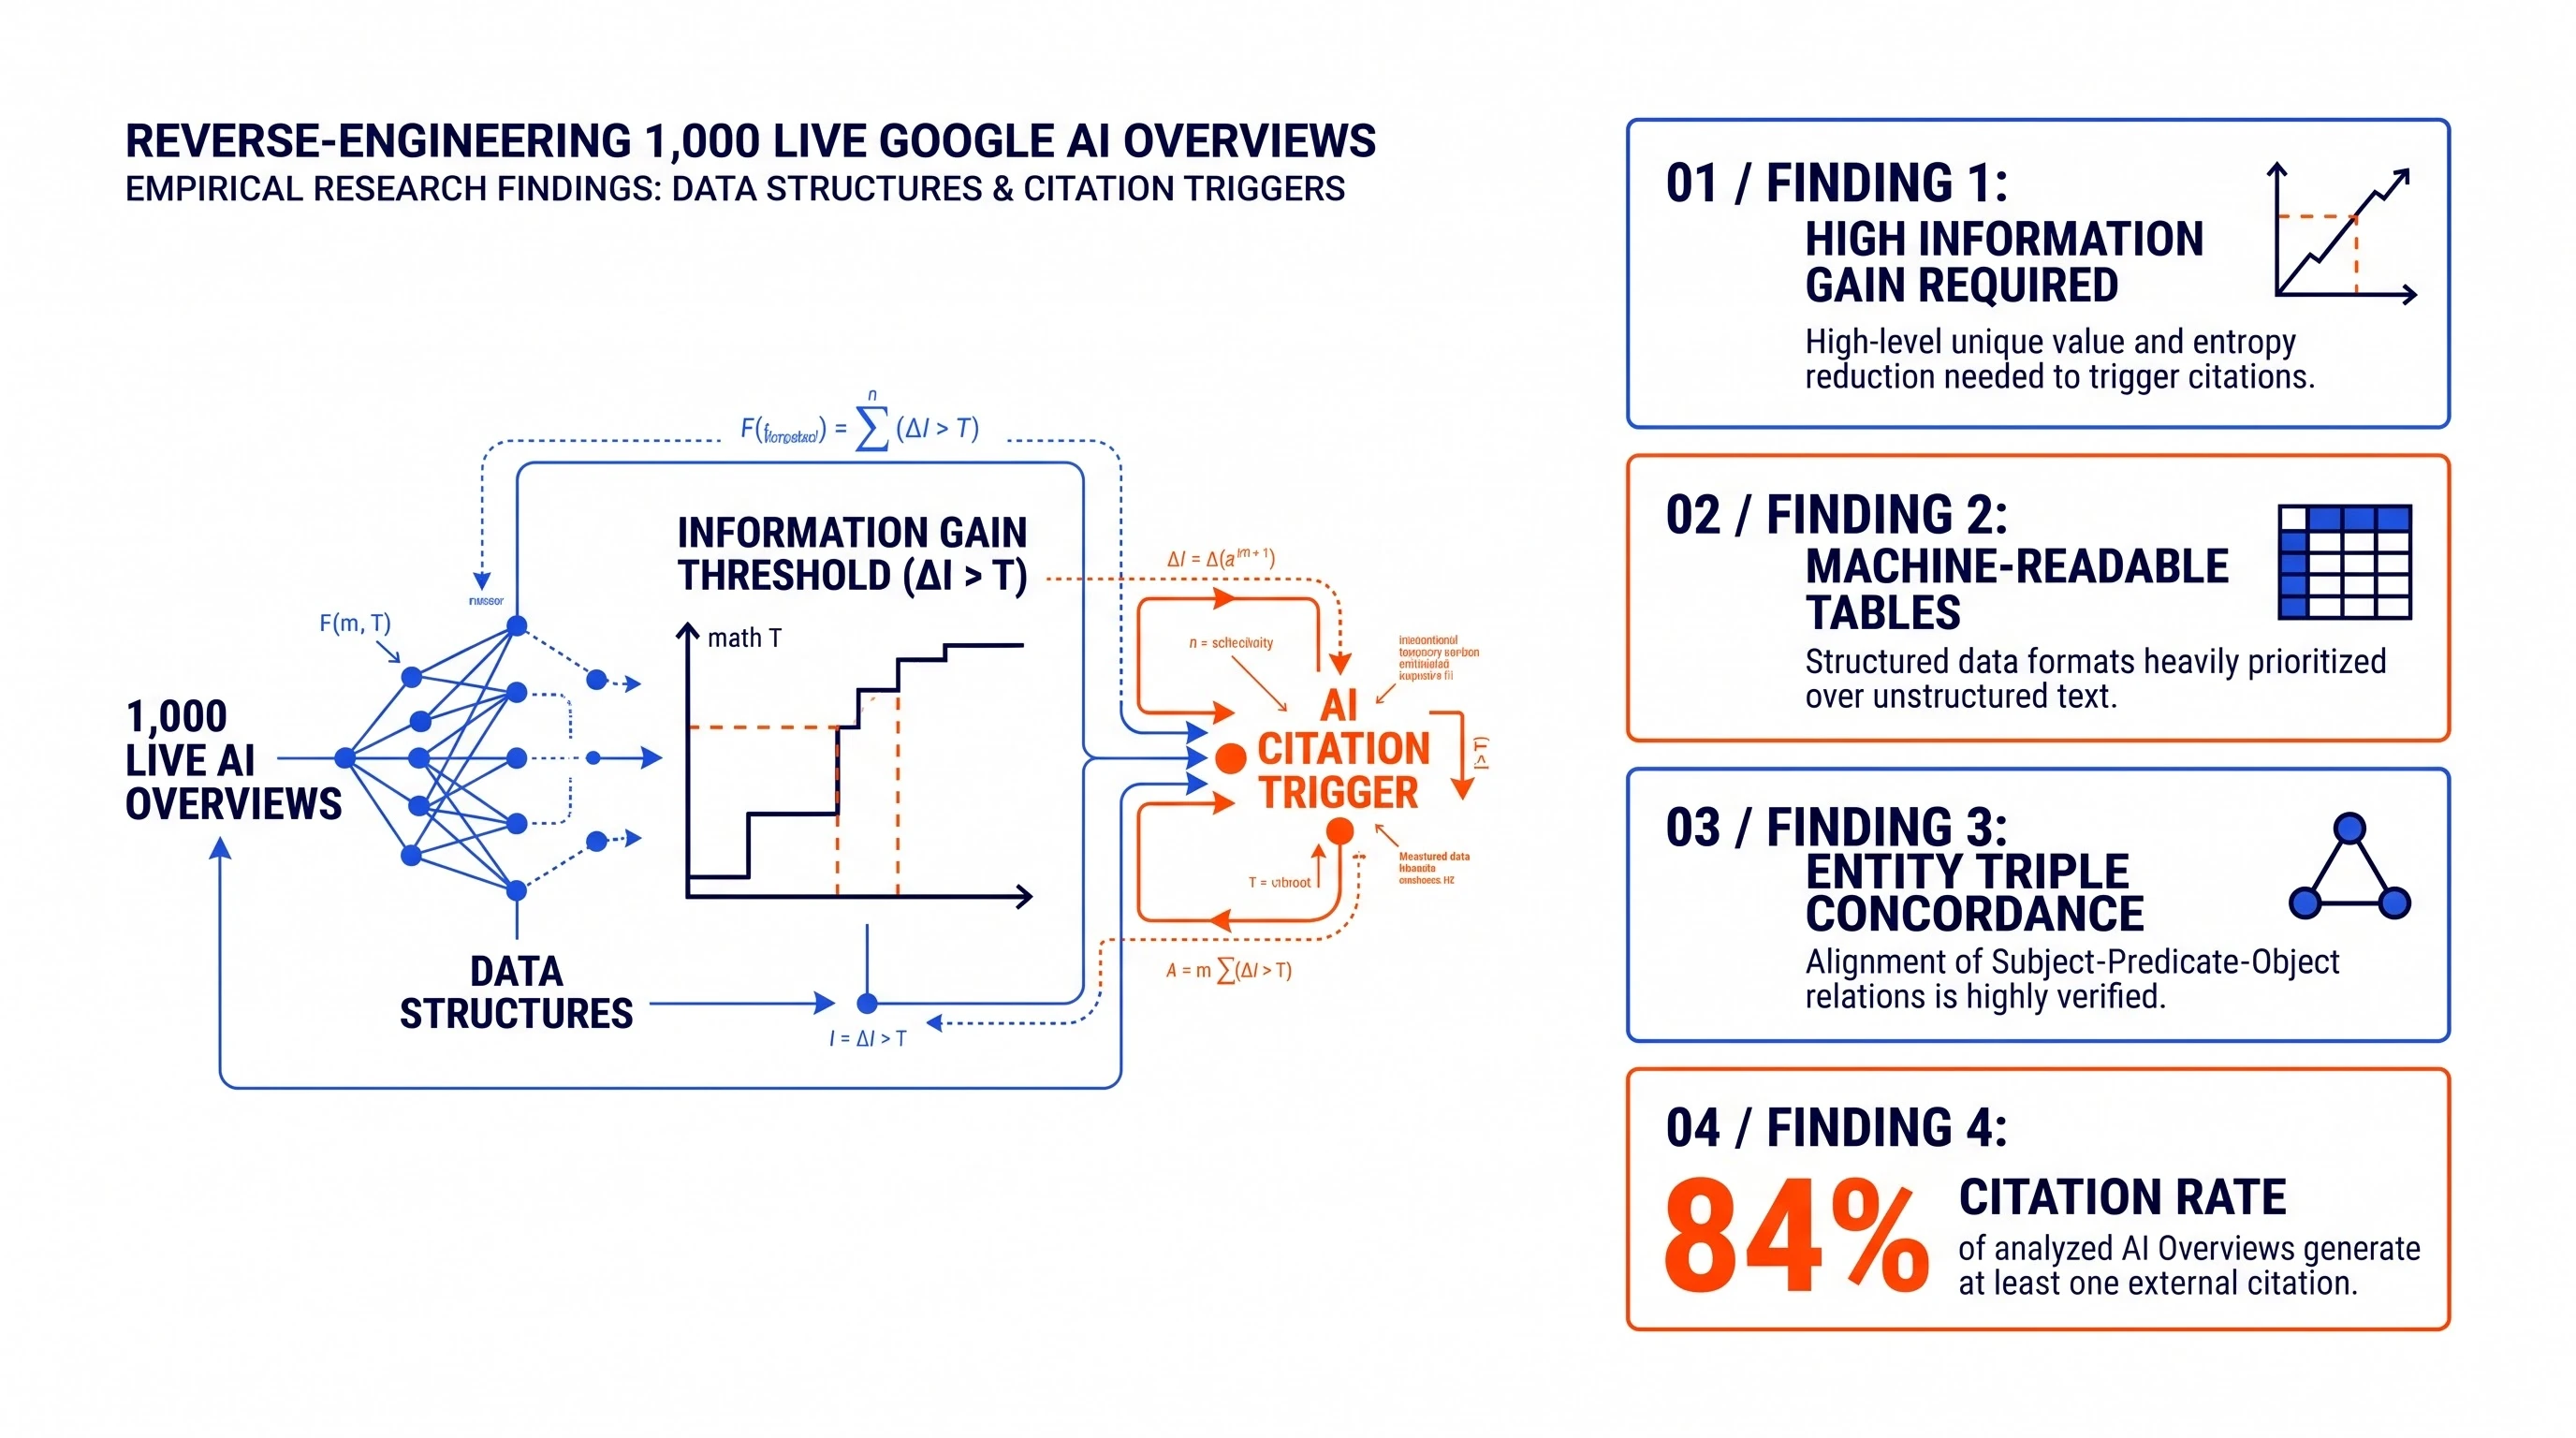 REVERSE-ENGINEERING 1,000 LIVE GOOGLE AI OVERVIEWS
EMPIRICAL RESEARCH FINDINGS: DATA STRUCTURES & CITATION TRIGGERS
n
F( ) = ∑ (ΔI > T)
INFORMATION GAIN
THRESHOLD (ΔI > T)
math T
F(m, T)
1,000
LIVE AI
OVERVIEWS
DATA
STRUCTURES
I = ΔI > T
ΔI = Δ(a
n =
AI
CITATION
TRIGGER
T =
data
A = m ∑(ΔI > T)
01 / FINDING 1:
HIGH INFORMATION
GAIN REQUIRED
High-level unique value and entropy
reduction needed to trigger citations.
02 / FINDING 2:
MACHINE-READABLE
TABLES
Structured data formats heavily prioritized
over unstructured text.
03 / FINDING 3:
ENTITY TRIPLE
CONCORDANCE
Alignment of Subject-Predicate-Object
relations is highly verified.
04 / FINDING 4:
84%
CITATION RATE
of analyzed AI Overviews generate
at least one external citation.